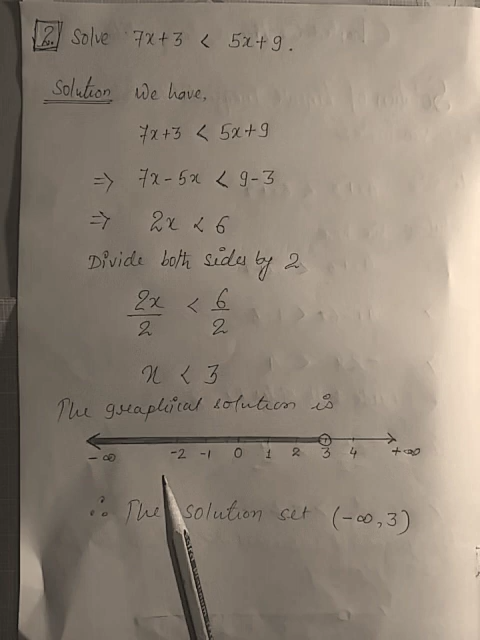 2. Solve 7x+3 < 5x+9.
Solution We have,
7x+3 < 5x+9
⇒ 7x-5x < 9-3
⇒ 2x < 6
Divide both sides by 2
2x/2 < 6/2
x < 3
The graphical solution is
-∞ -2 -1 0 1 2 3 4 +∞
∴ The solution set (-∞, 3)